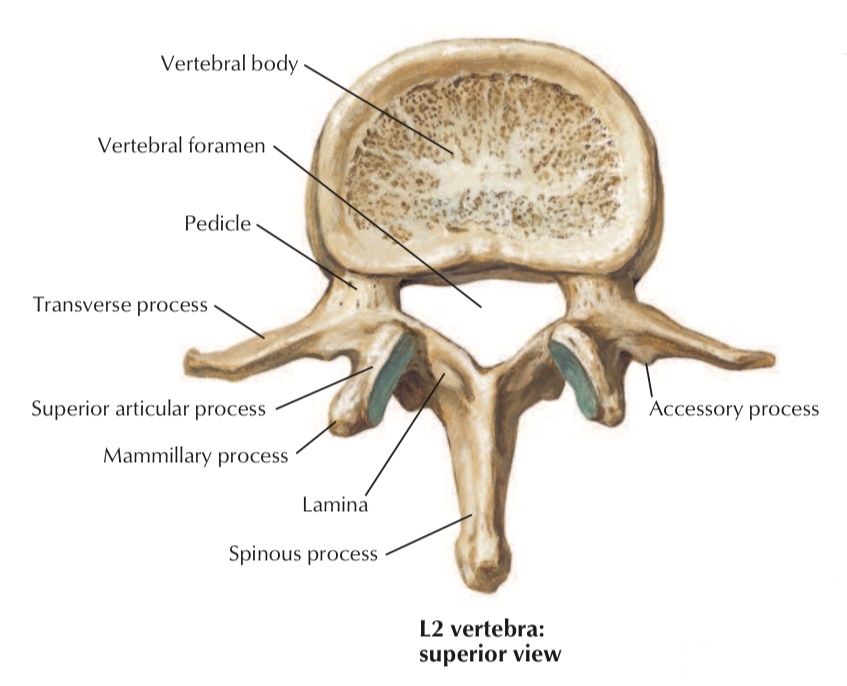 Vertebral body
Vertebral foramen
Pedicle
Transverse process
Superior articular process
Accessory process
Mammillary process
Lamina
Spinous process
L2 vertebra:
superior view